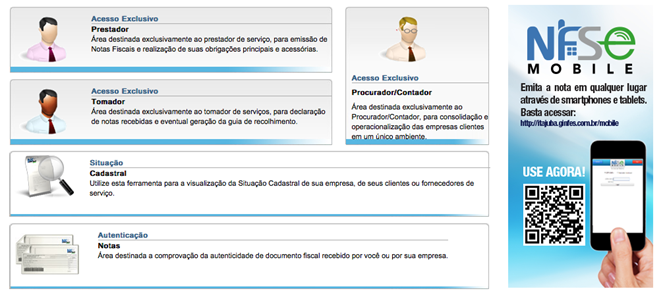 Acesso Exclusivo
Prestador
Área destinada exclusivamente ao prestador de serviço, para emissão de
Notas Fiscais e realização de suas obrigações principais e acessórias.
Acesso Exclusivo
Tomador
Área destinada exclusivamente ao tomador de serviços, para declaração
de notas recebidas e eventual geração da guia de recolhimento.
Acesso Exclusivo
Procurador/Contador
Área destinada exclusivamente ao
Procurador/Contador, para consolidação e
operacionalização das empresas clientes
em um único ambiente.
Situação
Cadastral
Utilize esta ferramenta para a visualização da Situação Cadastral de sua empresa, de seus clientes ou fornecedores de
serviço.
Autenticação
Notas
Área destinada a comprovação da autenticidade de documento fiscal recebido por você ou por sua empresa.
NFSe
MOBILE
Emita a nota em qualquer lugar
através de smartphones e tablets.
Basta acessar:
http://itajuba.ginfes.com.br/mobile
USE AGORA!